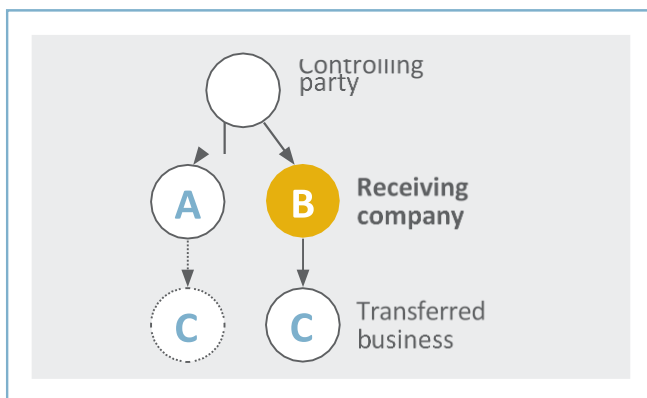 Controlling
party
A
B
Receiving
company
C
C
Transferred
business